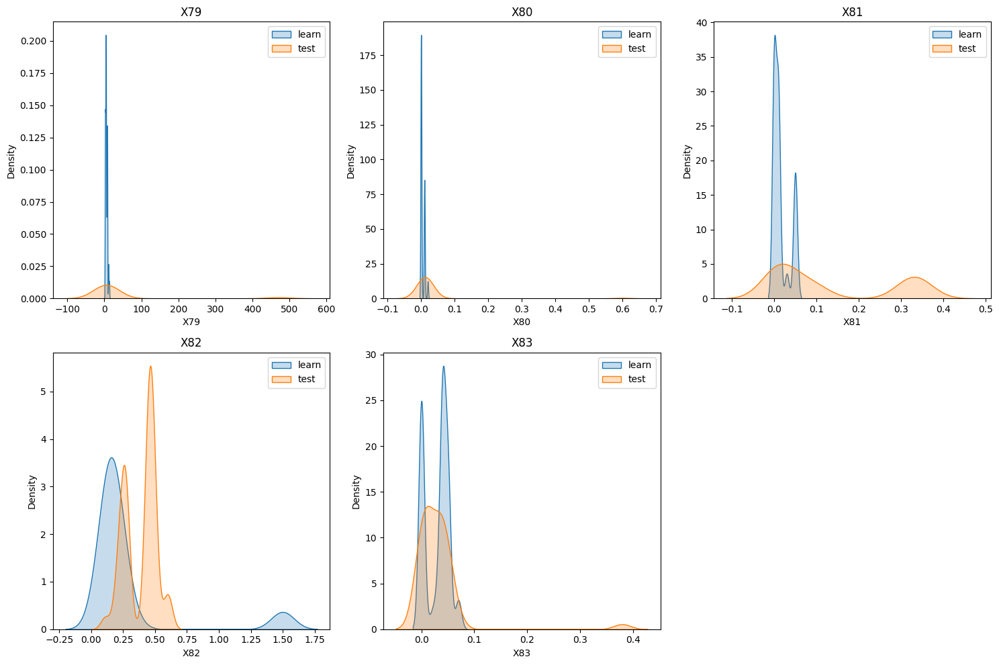 X79
0.200
0.175
0.150
0.125
0.100
0.075
0.050
0.025
0.000
Density
−100 0 100 200 300 400 500 600
X79
learn
test
X80
175
150
125
100
75
50
25
0
Density
−0.1 0.0 0.1 0.2 0.3 0.4 0.5 0.6 0.7
X80
learn
test
X81
40
35
30
25
20
15
10
5
0
Density
−0.1 0.0 0.1 0.2 0.3 0.4 0.5
X81
learn
test
X82
5
4
3
2
1
0
Density
−0.25 0.00 0.25 0.50 0.75 1.00 1.25 1.50 1.75
X82
learn
test
X83
30
25
20
15
10
5
0
Density
0.0 0.1 0.2 0.3 0.4
X83
learn
test